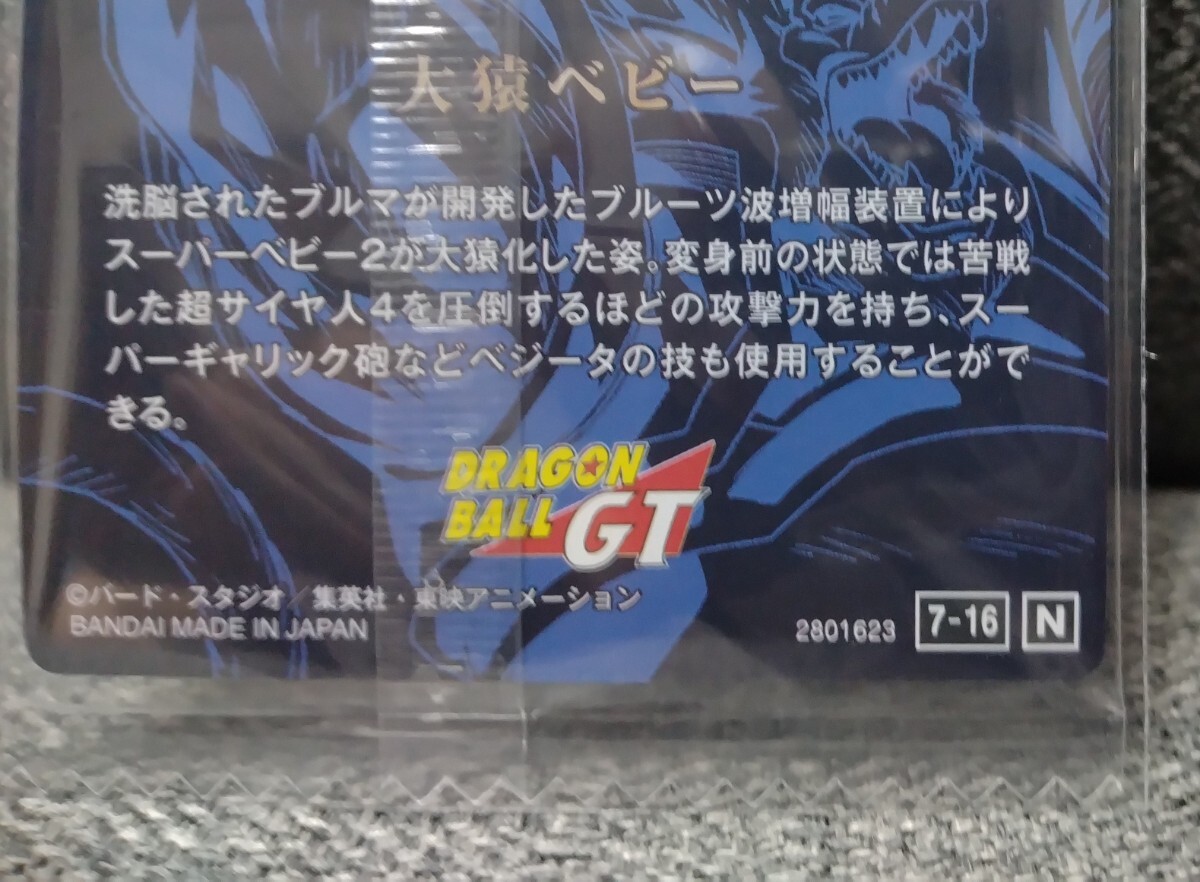 大猿ベビー
洗脳されたブルマが開発したブルーツ波増幅装置により
スーパーベビー2が大猿化した姿。変身前の状態では苦戦
した超サイヤ人4を圧倒するほどの攻撃力を持ち、スー
パーギャリック砲などベジータの技も使用することがで
きる。
DRAGON
BALL GT
©バード・スタジオ／集英社・東映アニメーション
BANDAI MADE IN JAPAN
2801623 7-16 N